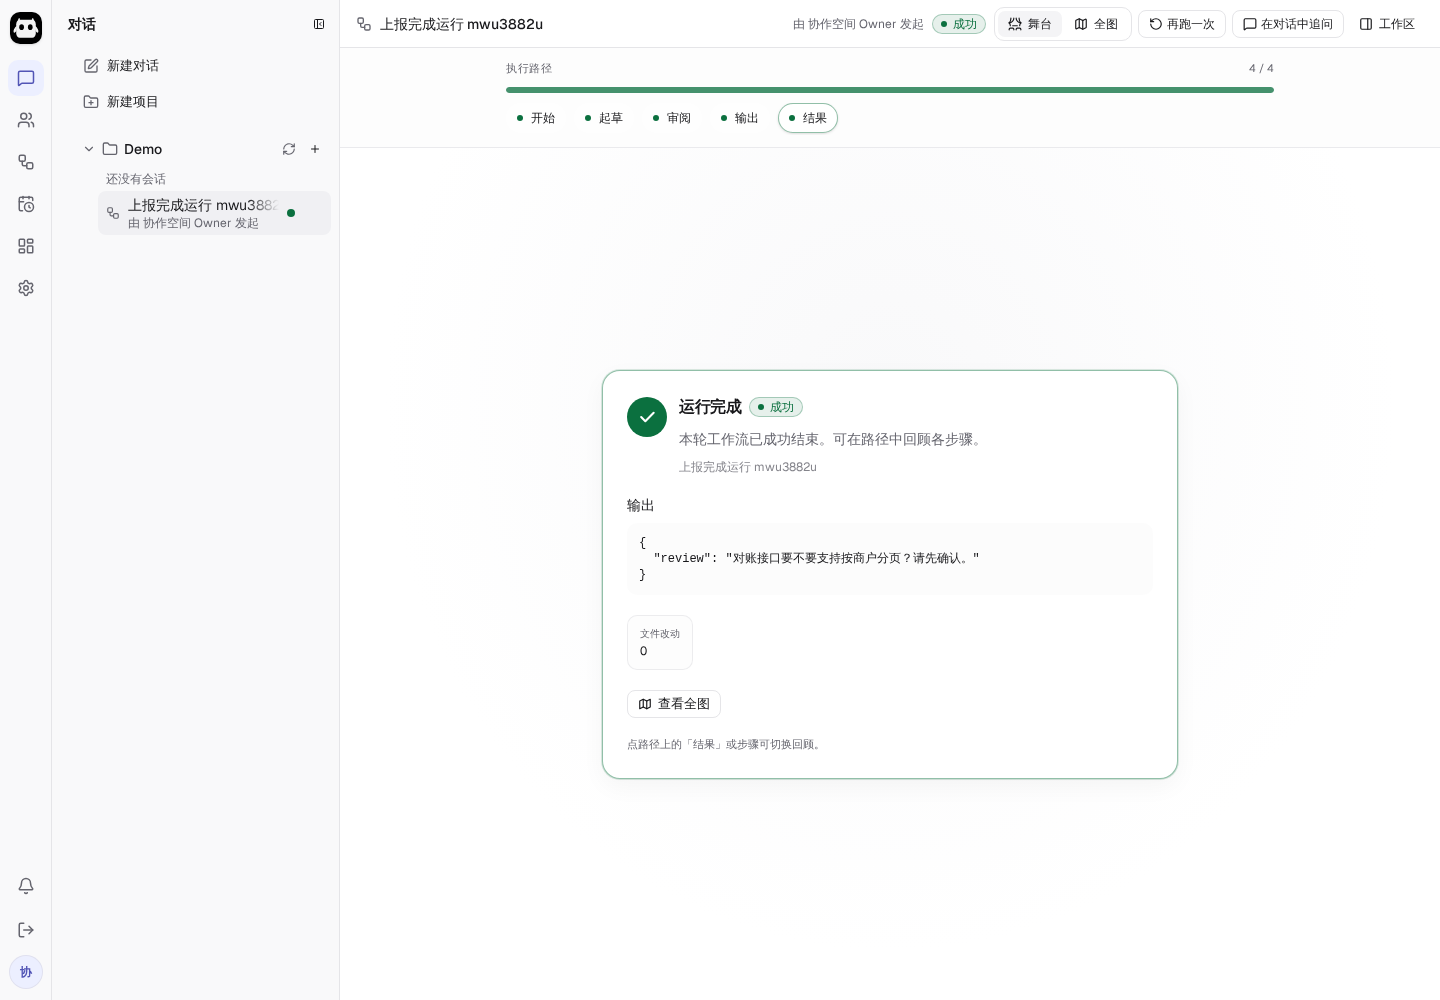 对话
新建对话
新建项目
Demo
还没有会话
上报完成运行 mwu3882
由 协作空间 Owner 发起
协
上报完成运行 mwu3882u
由 协作空间 Owner 发起
成功
舞台
全图
再跑一次
在对话中追问
工作区
执行路径
4 / 4
开始
起草
审阅
输出
结果
运行完成
成功
本轮工作流已成功结束。可在路径中回顾各步骤。
上报完成运行 mwu3882u
输出
{
"review": "对账接口要不要支持按商户分页？请先确认。"
}
文件改动
0
查看全图
点路径上的「结果」或步骤可切换回顾。